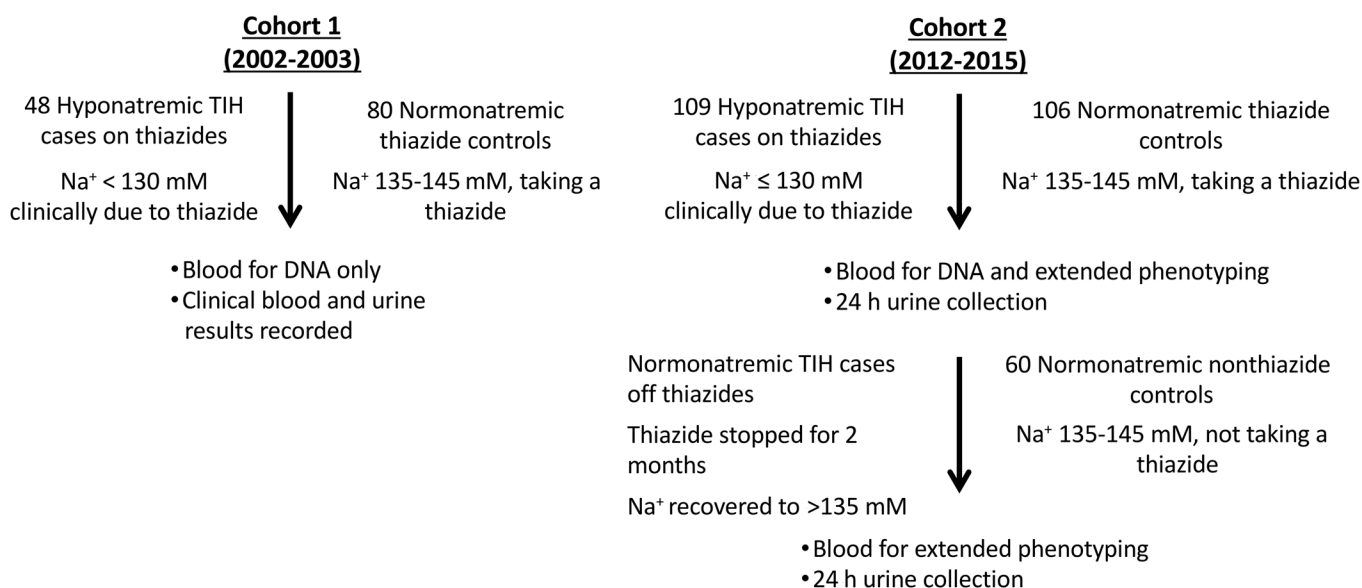 Cohort 1
(2002-2003)
48 Hyponatremic TIH
cases on thiazides
Na⁺ < 130 mM
clinically due to thiazide
80 Normonatremic
thiazide controls
Na⁺ 135-145 mM, taking a
thiazide
•Blood for DNA only
•Clinical blood and urine
results recorded
Cohort 2
(2012-2015)
109 Hyponatremic TIH
cases on thiazides
Na⁺ ≤ 130 mM
clinically due to thiazide
106 Normonatremic thiazide
controls
Na⁺ 135-145 mM, taking a thiazide
•Blood for DNA and extended phenotyping
•24 h urine collection
Normonatremic TIH cases
off thiazides
Thiazide stopped for 2
months
Na⁺ recovered to >135 mM
60 Normonatremic nonthiazide
controls
Na⁺ 135-145 mM, not taking a
thiazide
•Blood for extended phenotyping
•24 h urine collection